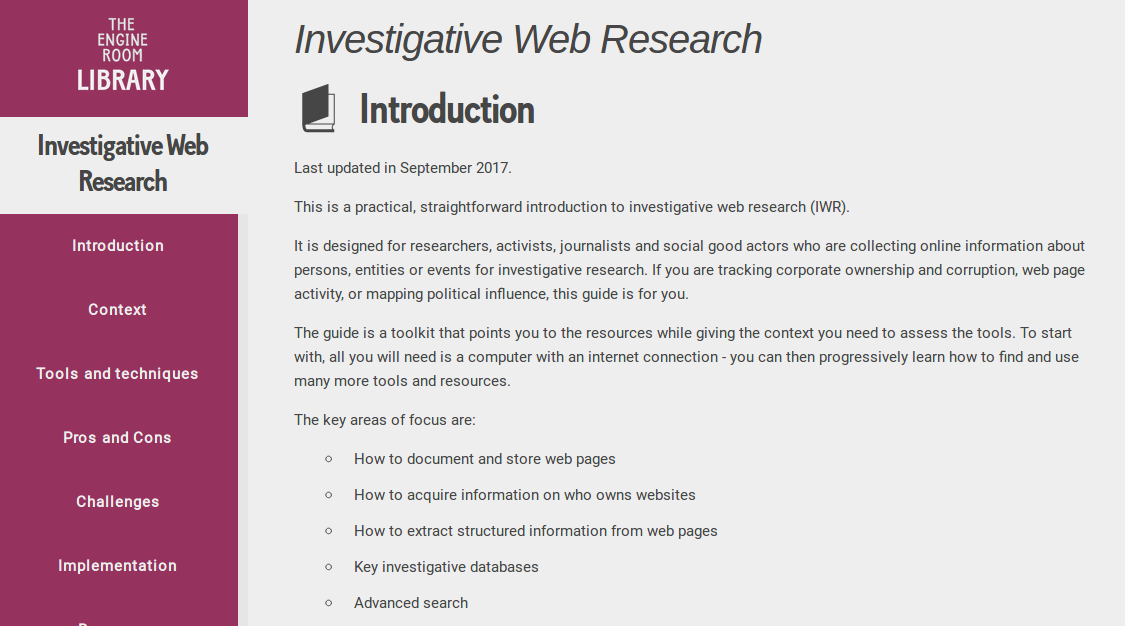 THE
ENGINE
ROOM
LIBRARY
Investigative Web
Research
Introduction
Context
Tools and techniques
Pros and Cons
Challenges
Implementation
Investigative Web Research
Introduction
Last updated in September 2017.
This is a practical, straightforward introduction to investigative web research (IWR).
It is designed for researchers, activists, journalists and social good actors who are collecting online information about
persons, entities or events for investigative research. If you are tracking corporate ownership and corruption, web page
activity, or mapping political influence, this guide is for you.
The guide is a toolkit that points you to the resources while giving the context you need to assess the tools. To start
with, all you will need is a computer with an internet connection - you can then progressively learn how to find and use
many more tools and resources.
The key areas of focus are:
How to document and store web pages
How to acquire information on who owns websites
How to extract structured information from web pages
Key investigative databases
Advanced search